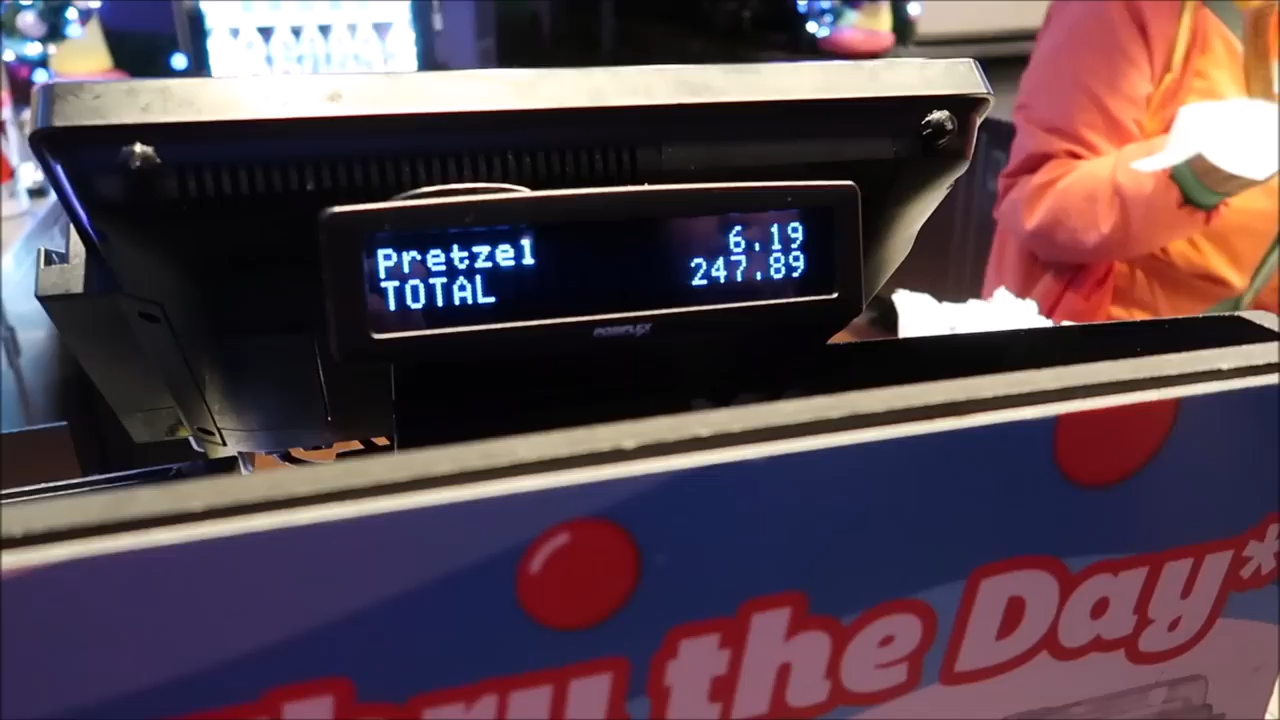 Pretzel 6.19
TOTAL 247.89
POSIFLEX
the Day*